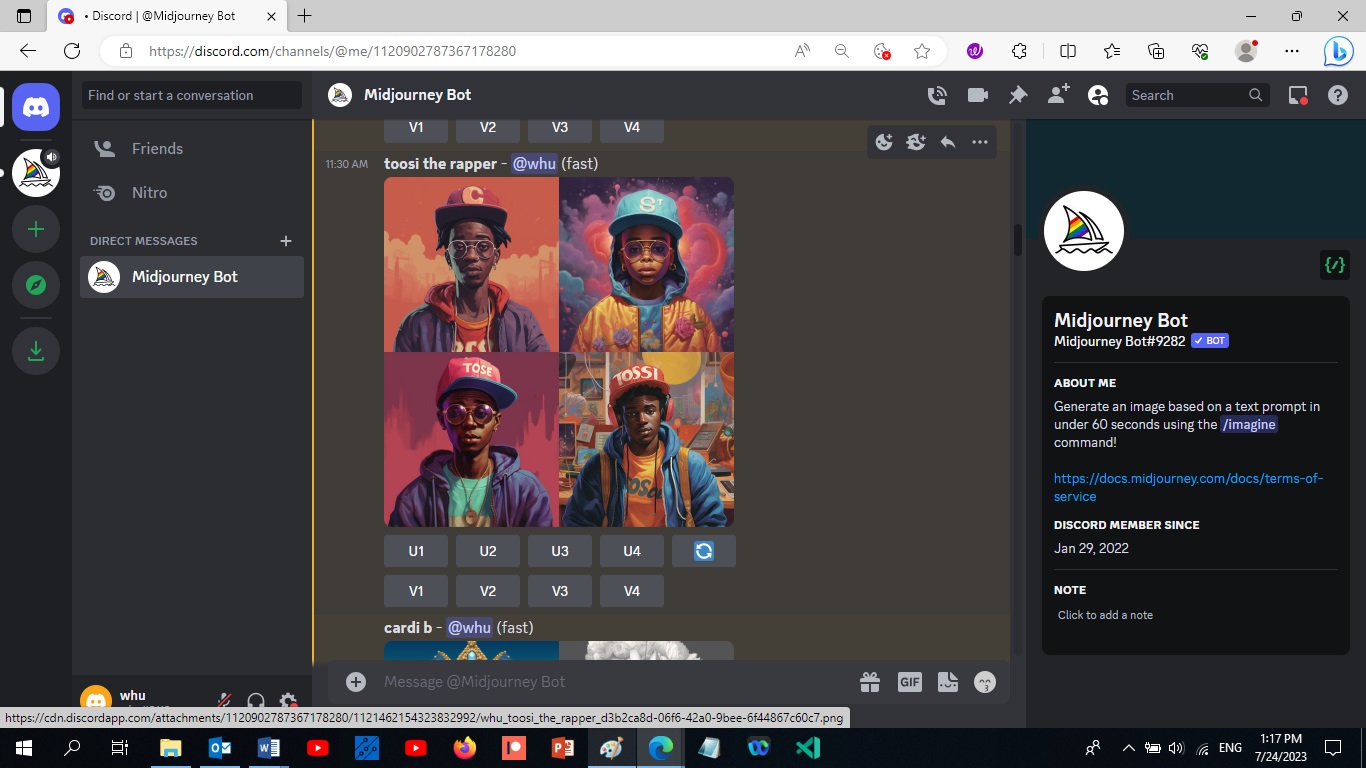 • Discord | @Midjourney Bot
https://discord.com/channels/@me/1120902787367178280
Find or start a conversation
Friends
Nitro
DIRECT MESSAGES
Midjourney Bot
Midjourney Bot
Search
V1 V2 V3 V4
11:30 AM toosi the rapper - @whu (fast)
C
ST
TOSE
TOSSI
U1 U2 U3 U4
V1 V2 V3 V4
cardi b - @whu (fast)
Message @Midjourney Bot
GIF
Midjourney Bot
Midjourney Bot#9282 BOT
ABOUT ME
Generate an image based on a text prompt in
under 60 seconds using the /imagine
command!
https://docs.midjourney.com/docs/terms-of-
service
DISCORD MEMBER SINCE
Jan 29, 2022
NOTE
Click to add a note
whu
https://cdn.discordapp.com/attachments/1120902787367178280/1121462154323832992/whu_toosi_the_rapper_d3b2ca8d-06f6-42a0-9bee-6f44867c60c7.png
ENG
1:17 PM
7/24/2023